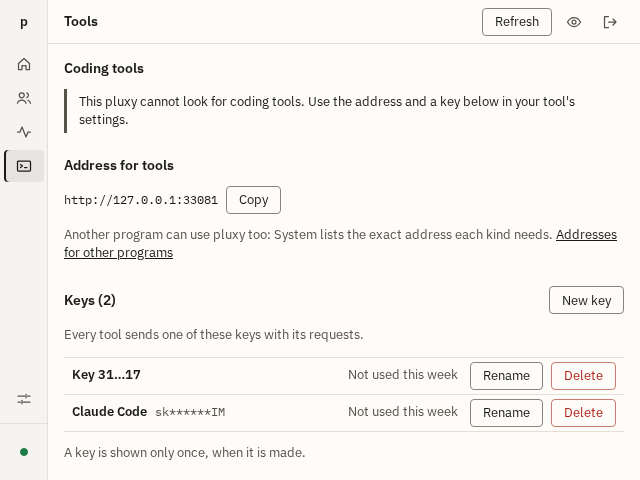 p
Tools
Refresh
Coding tools
This pluxy cannot look for coding tools. Use the address and a key below in your tool's
settings.
Address for tools
http://127.0.0.1:33081
Copy
Another program can use pluxy too: System lists the exact address each kind needs. Addresses
for other programs
Keys (2)
New key
Every tool sends one of these keys with its requests.
Key 31…17
Not used this week
Rename
Delete
Claude Code sk******IM
Not used this week
Rename
Delete
A key is shown only once, when it is made.